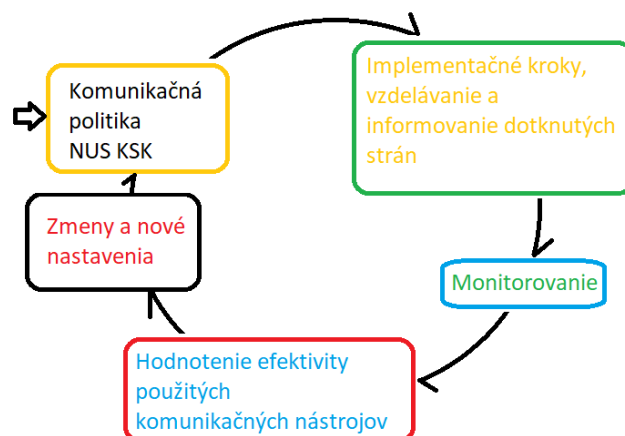 Komunikačná
politika
NUS KSK
Implementačné kroky,
vzdelávanie a
informovanie dotknutých
strán
Monitorovanie
Hodnotenie efektivity
použitých
komunikačných nástrojov
Zmeny a nové
nastavenia